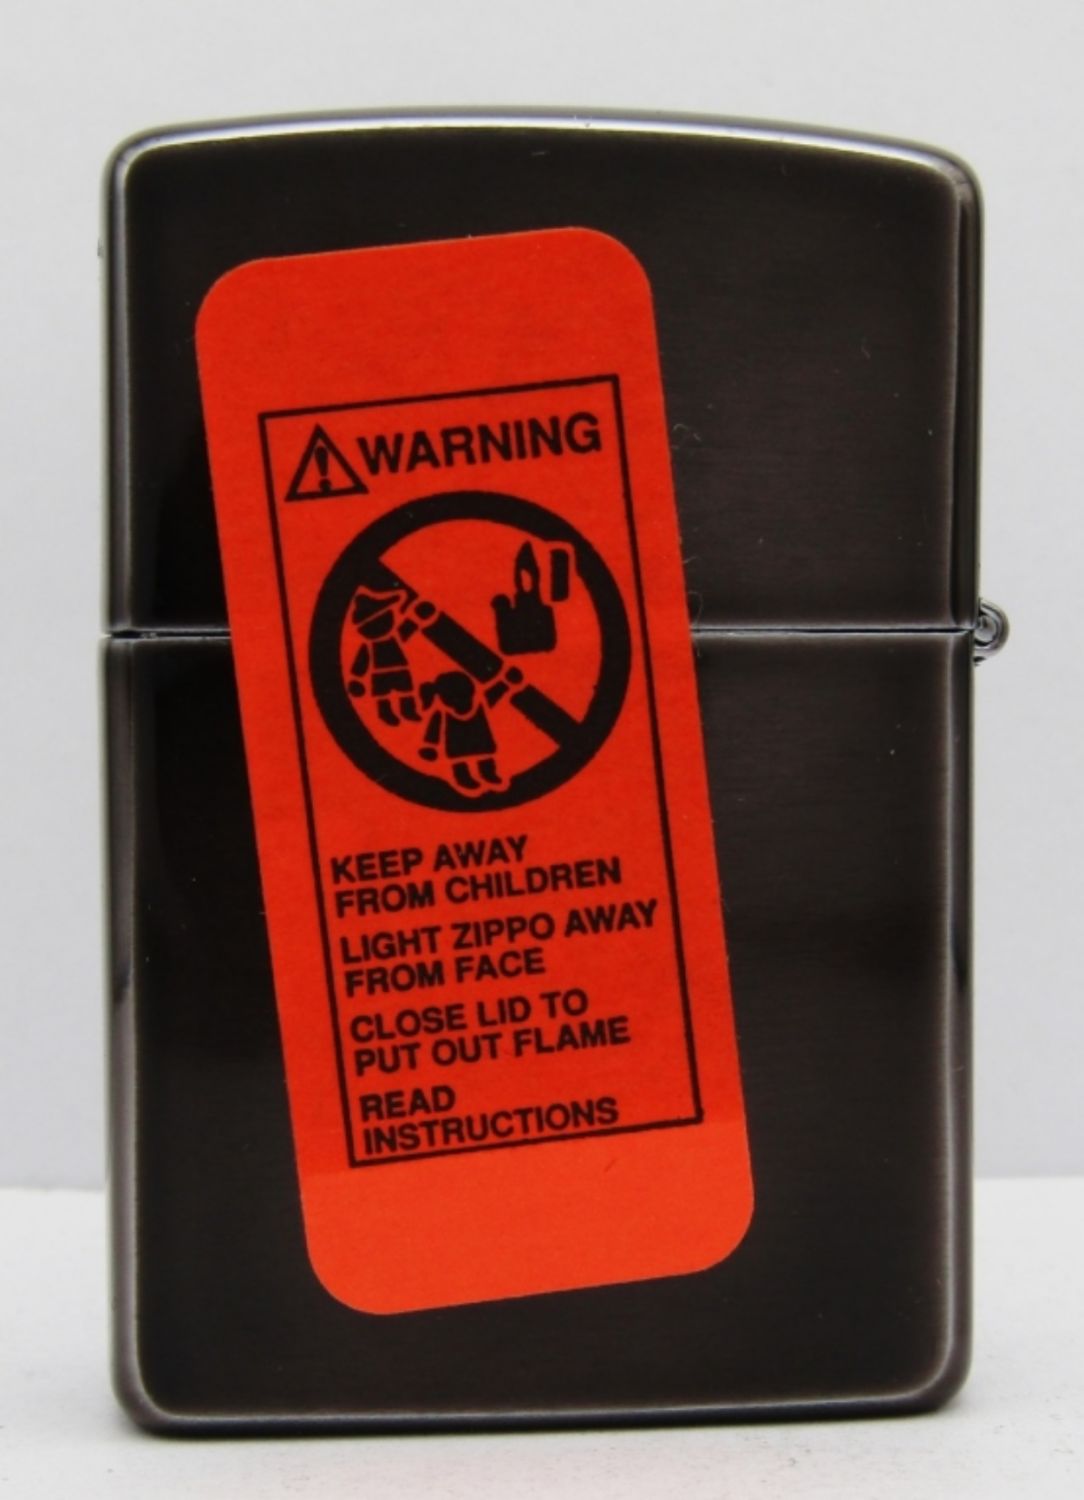 WARNING
KEEP AWAY
FROM CHILDREN
LIGHT ZIPPO AWAY
FROM FACE
CLOSE LID TO
PUT OUT FLAME
READ
INSTRUCTIONS